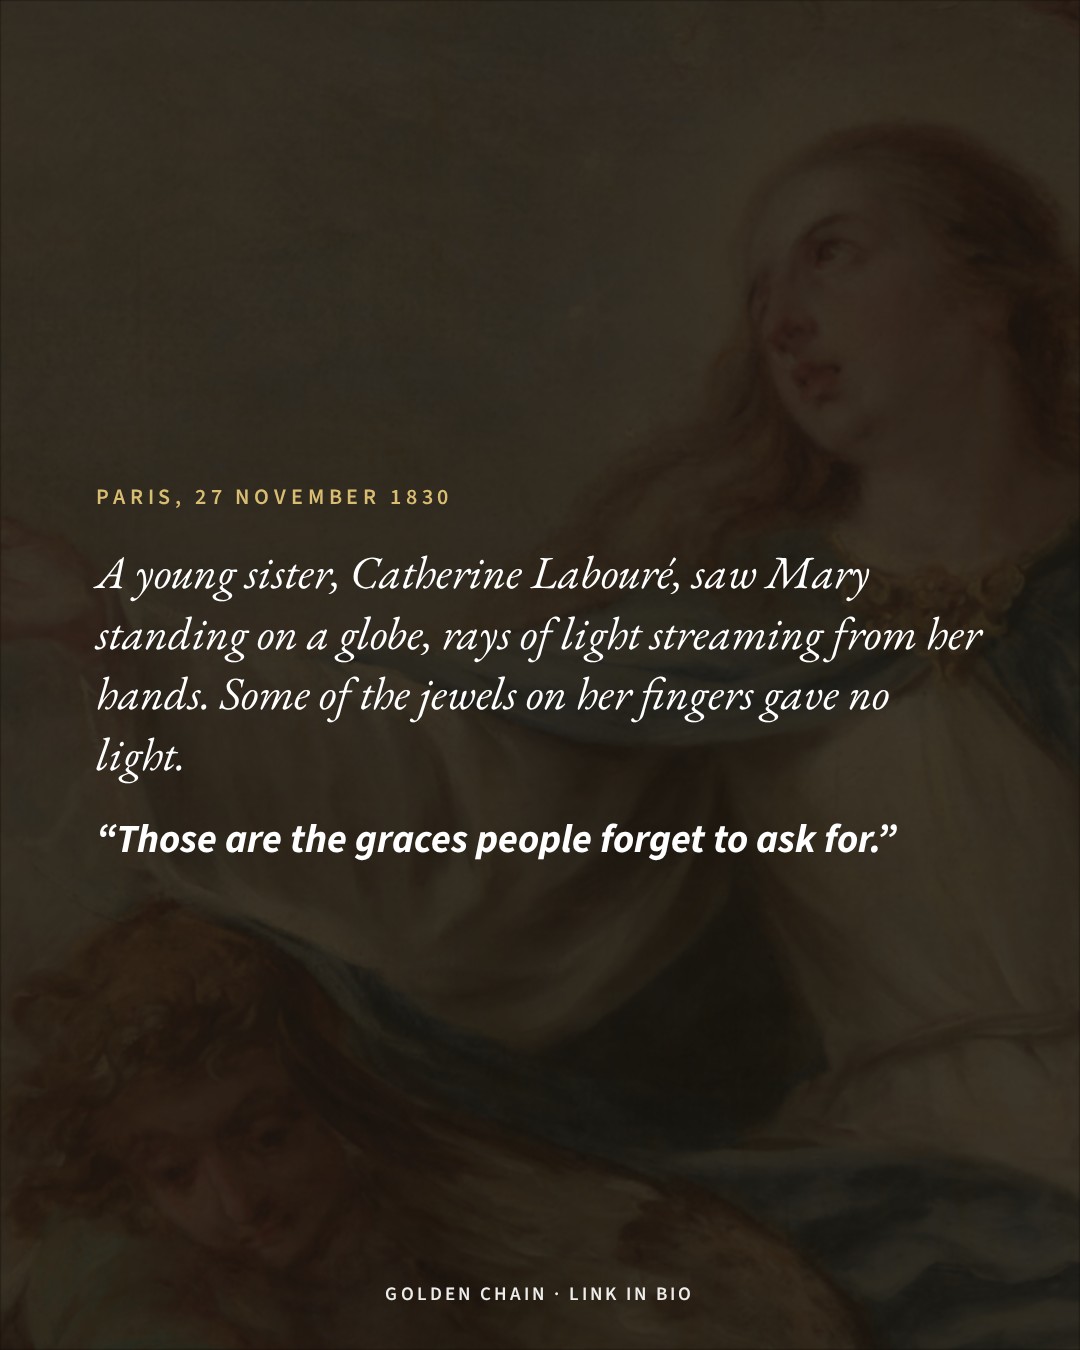 PARIS, 27 NOVEMBER 1830
A young sister, Catherine Labouré, saw Mary
standing on a globe, rays of light streaming from her
hands. Some of the jewels on her fingers gave no
light.
“Those are the graces people forget to ask for.”
GOLDEN CHAIN · LINK IN BIO